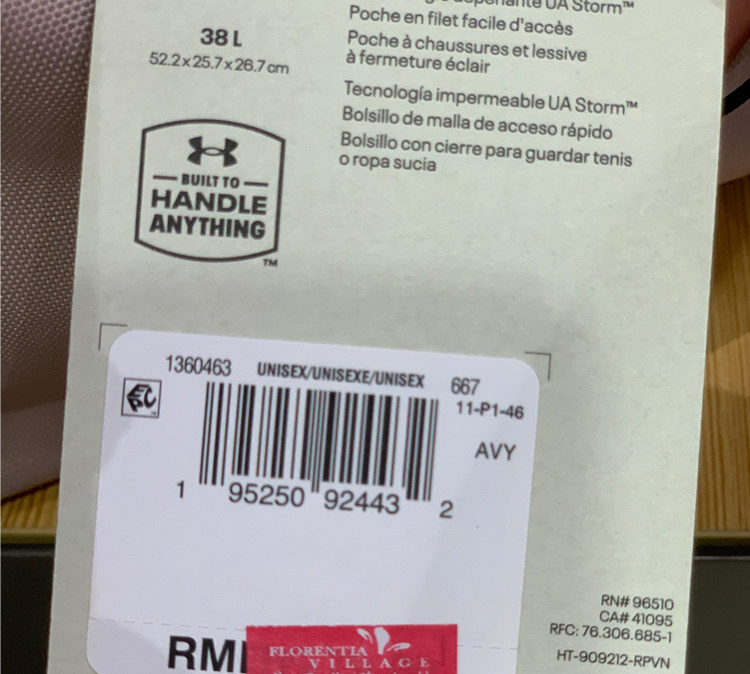 UA Storm™
Poche en filet facile d'accès
Poche à chaussures et lessive
à fermeture éclair
38 L
52.2 x 25.7 x 26.7 cm
Tecnología impermeable UA Storm™
Bolsillo de malla de acceso rápido
Bolsillo con cierre para guardar tenis
o ropa sucia
BUILT TO
HANDLE
ANYTHING
TM
1360463 UNISEX/UNISEXE/UNISEX 667
EPC
11-P1-46
AVY
1 95250 92443 2
RN# 96510
CA# 41095
RFC: 76.306.685-1
HT-909212-RPVN
FLORENTIA
VILLAGE